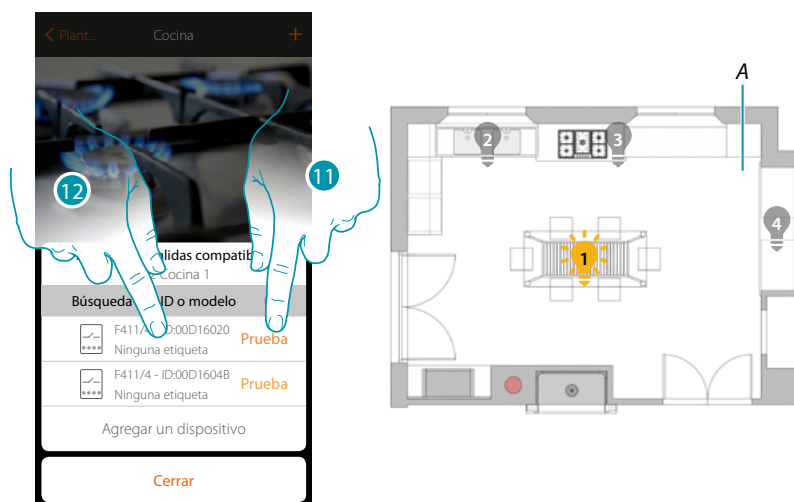 < Plant... Cocina +
12
11
alidas compatib
Cocina 1
Búsqueda ID o modelo
F411/4 - ID:00D16020
Ninguna etiqueta
Prueba
F411/4 - ID:00D1604B
Ninguna etiqueta
Prueba
Agregar un dispositivo
Cerrar
A
2
3
4
1